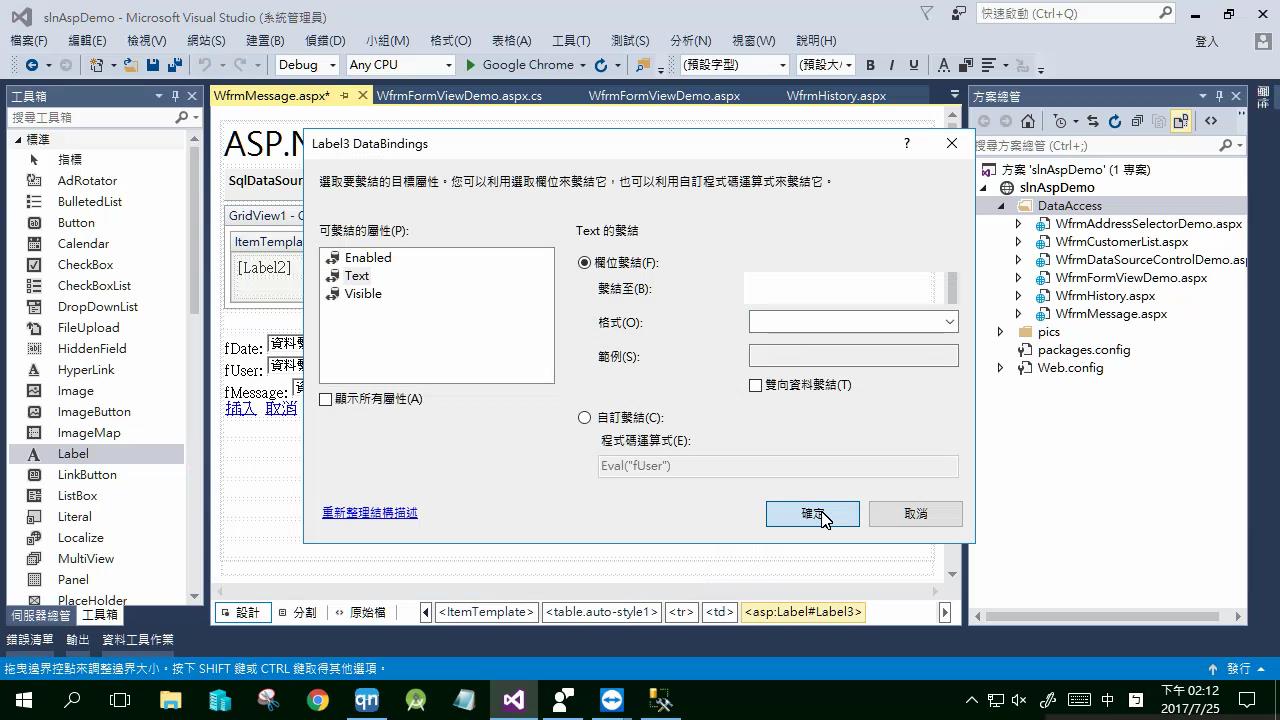 slnAspDemo - Microsoft Visual Studio (系統管理員)
快速啟動 (Ctrl+Q)
檔案(F) 編輯(E) 檢視(V) 網站(S) 建置(B) 偵錯(D) 小組(M) 格式(O) 表格(A) 工具(T) 測試(S) 分析(N) 視窗(W) 說明(H)
登入
Debug Any CPU Google Chrome (預設字型) (預設大 B I U A
工具箱
搜尋工具箱
標準
指標
AdRotator
BulletedList
Button
Calendar
CheckBox
CheckBoxList
DropDownList
FileUpload
HiddenField
HyperLink
Image
ImageButton
ImageMap
Label
LinkButton
ListBox
Literal
Localize
MultiView
Panel
PlaceHolder
伺服器總管 工具箱
WfrmMessage.aspx* WfrmFormViewDemo.aspx.cs WfrmFormViewDemo.aspx WfrmHistory.aspx
ASP.N
SqlDataSour
GridView1 - C
ItemTempla
[Label2]
fDate: 資料繫
fUser: 資料繫
fMessage: 資
插入 取消
Label3 DataBindings
?
選取要繫結的目標屬性。您可以利用選取欄位來繫結它，也可以利用自訂程式碼運算式來繫結它。
可繫結的屬性(P):
Enabled
Text
Visible
顯示所有屬性(A)
重新整理結構描述
Text 的繫結
欄位繫結(F):
繫結至(B):
格式(O):
範例(S):
雙向資料繫結(T)
自訂繫結(C):
程式碼運算式(E):
Eval("fUser")
確定 取消
設計 分割 原始檔
<ItemTemplate> <table.auto-style1> <tr> <td> <asp:Label#Label3>
方案總管
搜尋方案總管 (Ctrl+;)
方案 'slnAspDemo' (1 專案)
slnAspDemo
DataAccess
WfrmAddressSelectorDemo.aspx
WfrmCustomerList.aspx
WfrmDataSourceControlDemo.asp
WfrmFormViewDemo.aspx
WfrmHistory.aspx
WfrmMessage.aspx
pics
packages.config
Web.config
錯誤清單 輸出 資料工具作業
拖曳邊界控點來調整邊界大小。按下 SHIFT 鍵或 CTRL 鍵取得其他選項。
發行
qn
中
下午 02:12
2017/7/25